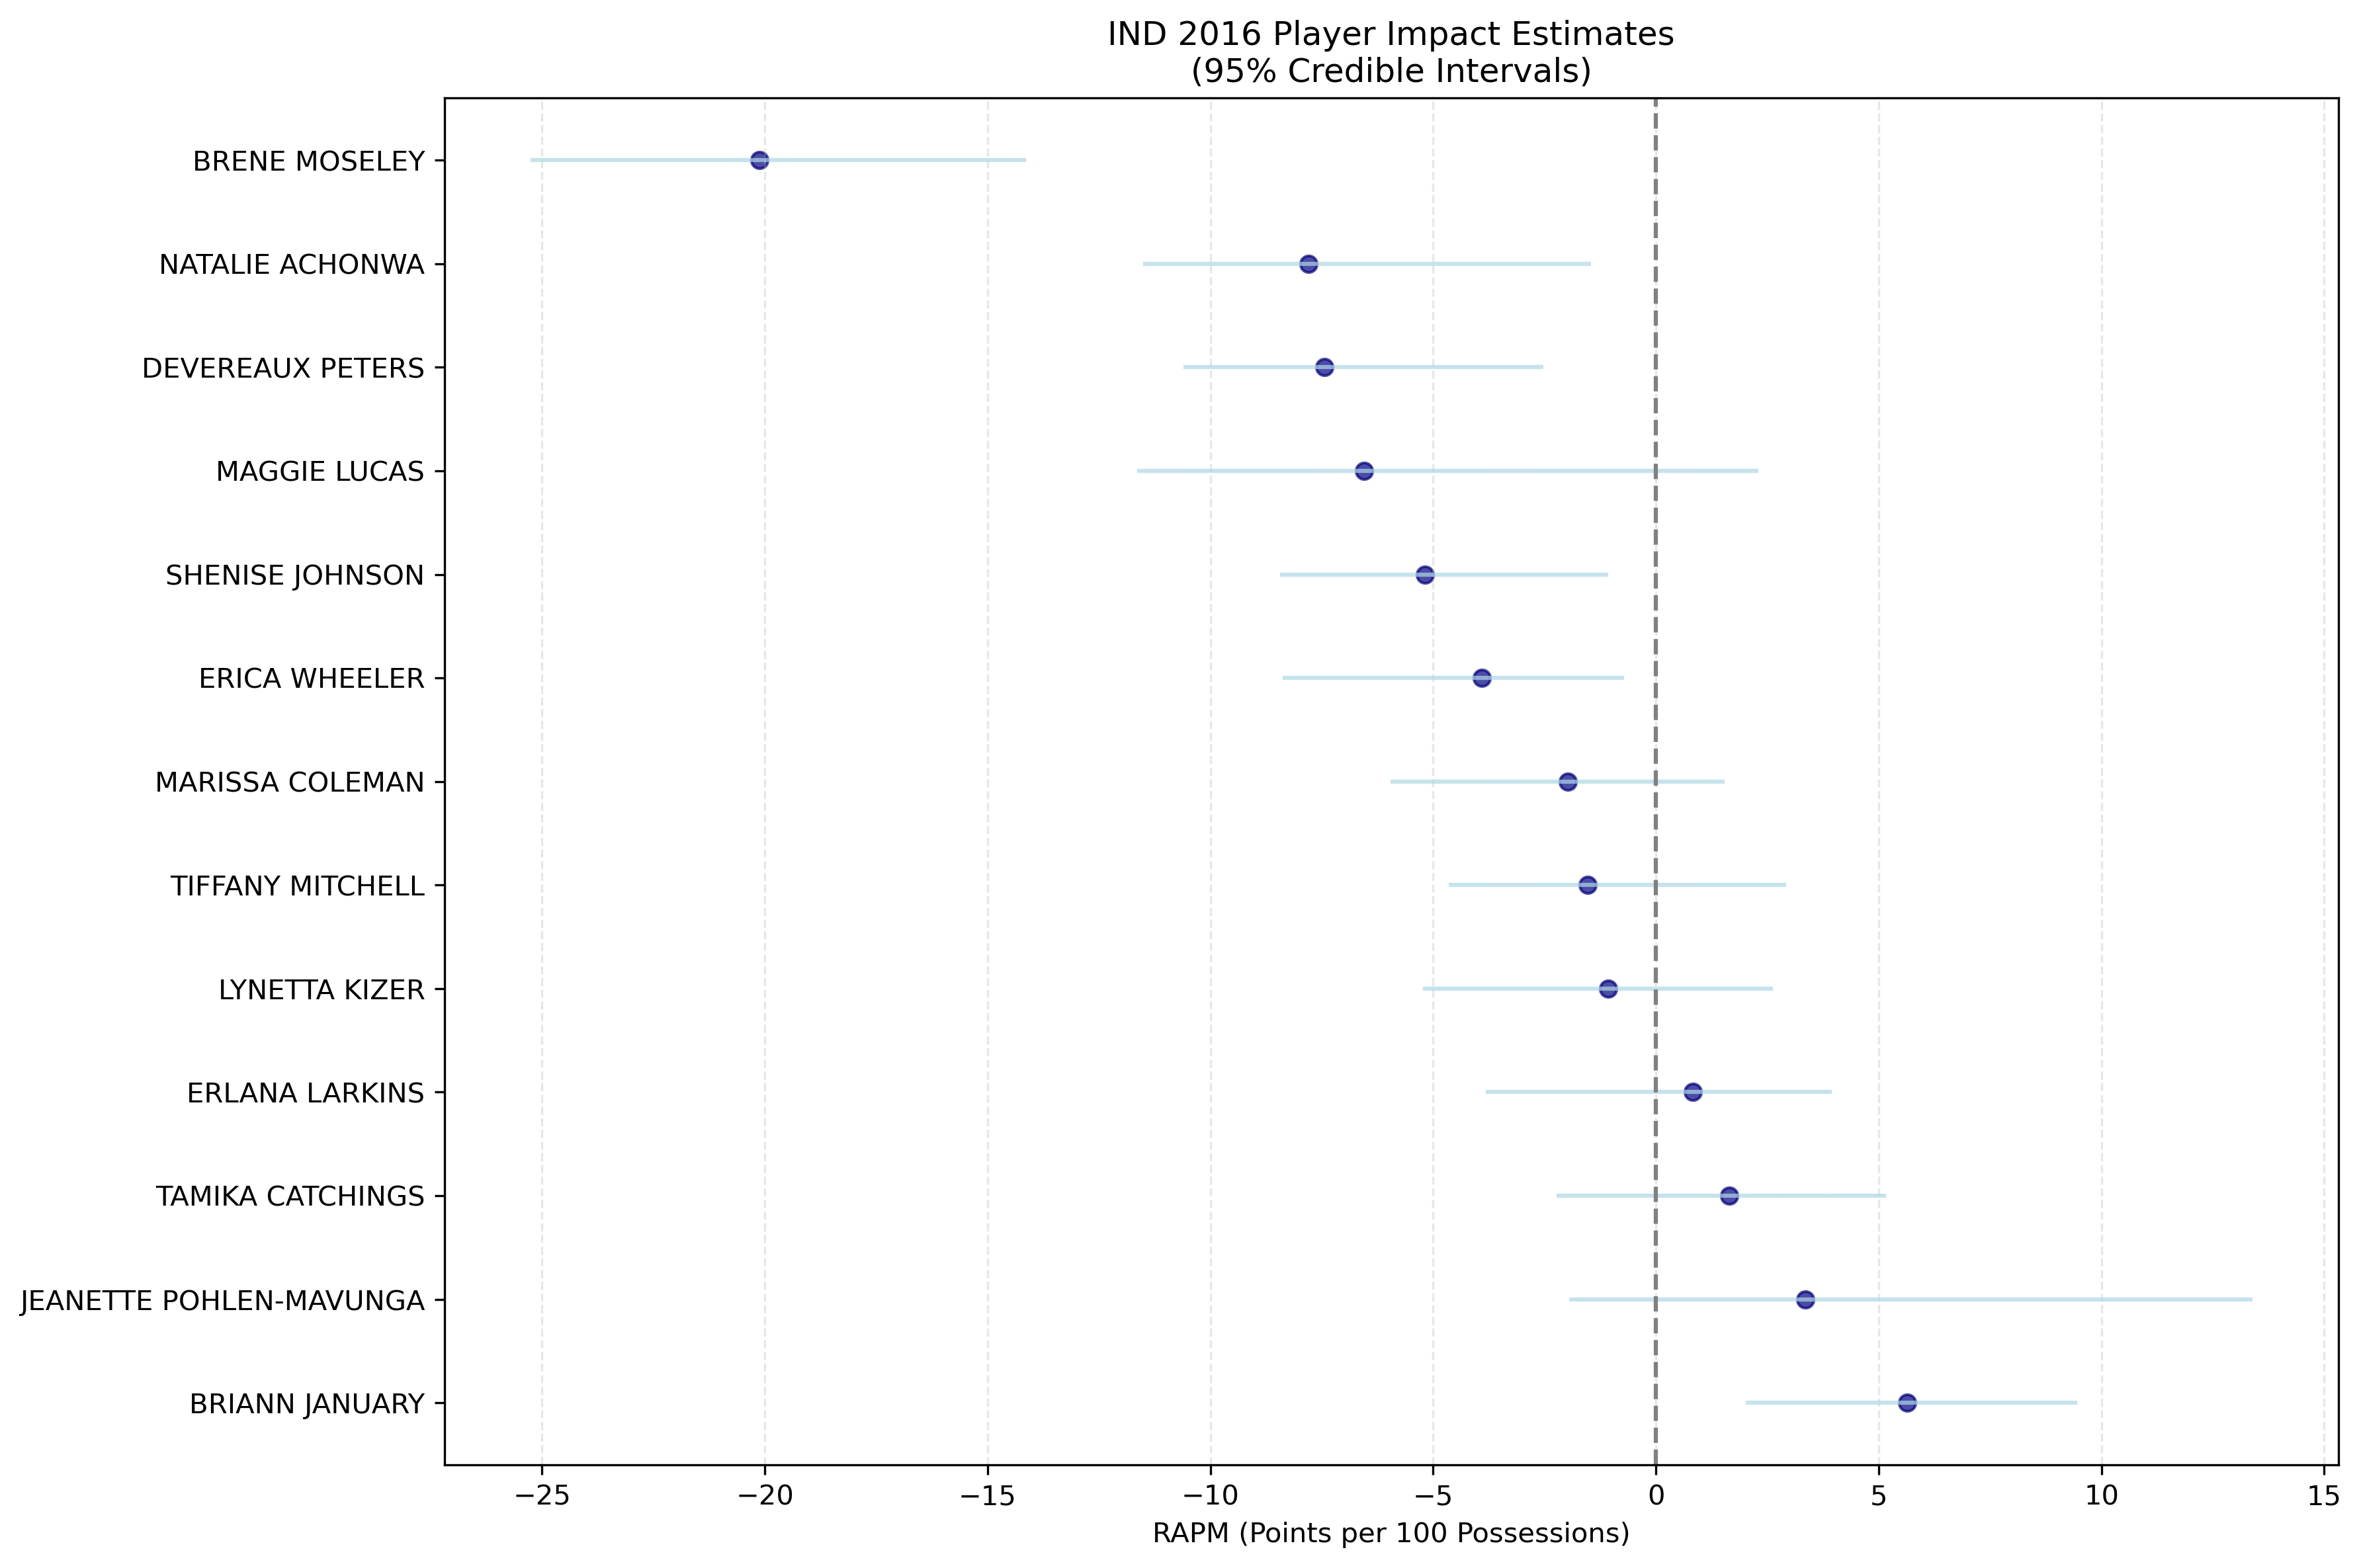 IND 2016 Player Impact Estimates
(95% Credible Intervals)
BRENE MOSELEY
NATALIE ACHONWA
DEVEREAUX PETERS
MAGGIE LUCAS
SHENISE JOHNSON
ERICA WHEELER
MARISSA COLEMAN
TIFFANY MITCHELL
LYNETTA KIZER
ERLANA LARKINS
TAMIKA CATCHINGS
JEANETTE POHLEN-MAVUNGA
BRIANN JANUARY
−25 −20 −15 −10 −5 0 5 10 15
RAPM (Points per 100 Possessions)